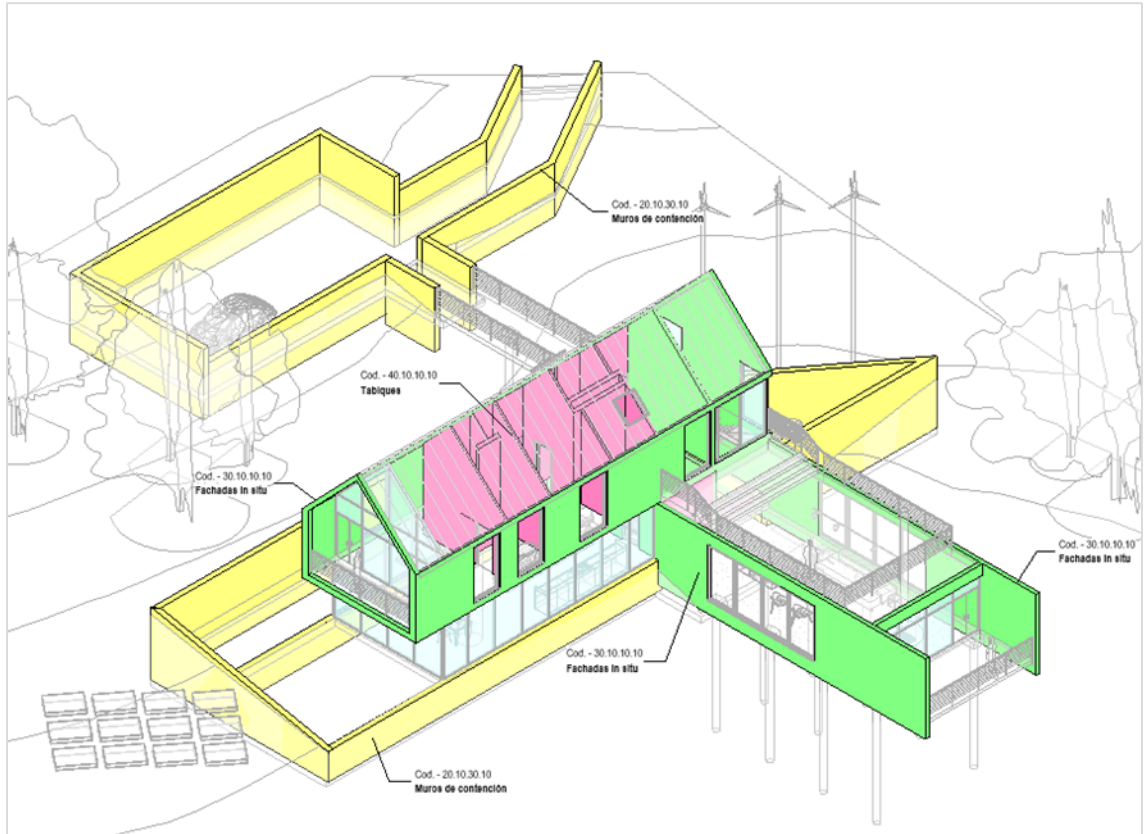 Cod. - 20.10.30.10
Muros de contención
Cod. - 40.10.10.10
Tabiques
Cod. - 30.10.10.10
Fachadas in situ
Cod. - 30.10.10.10
Fachadas in situ
Cod. - 30.10.10.10
Fachadas in situ
Cod. - 20.10.30.10
Muros de contención